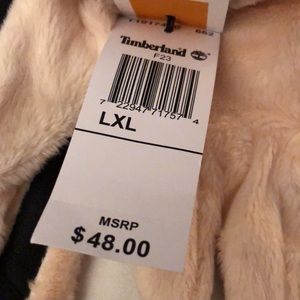 Timberland
F23
7 22947 71757 4
LXL
MSRP
$48.00